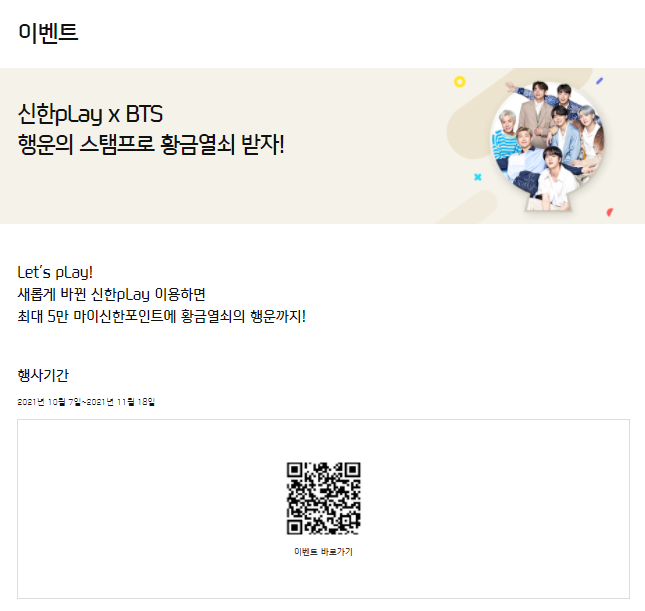 이벤트
신한pLay x BTS
행운의 스탬프로 황금열쇠 받자!
Let's pLay!
새롭게 바뀐 신한pLay 이용하면
최대 5만 마이신한포인트에 황금열쇠의 행운까지!
행사기간
2021년 10월 7일~2021년 11월 18일
이벤트 바로가기